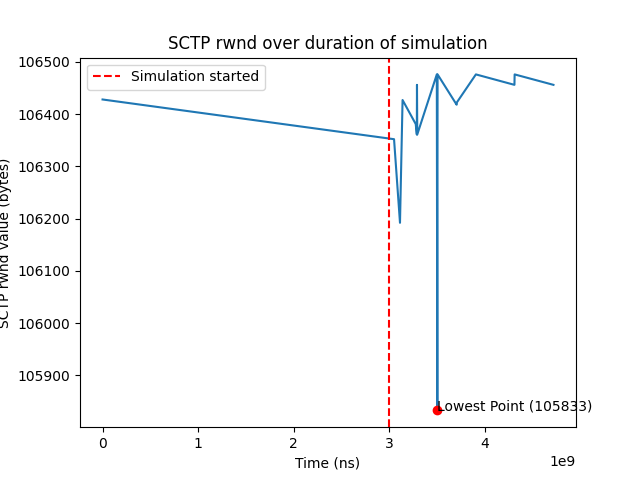 SCTP rwnd over duration of simulation
Simulation started
106500
106400
106300
106200
106100
106000
105900
SCTP rwnd value (bytes)
Lowest Point (105833)
0
1
2
3
4
1e9
Time (ns)